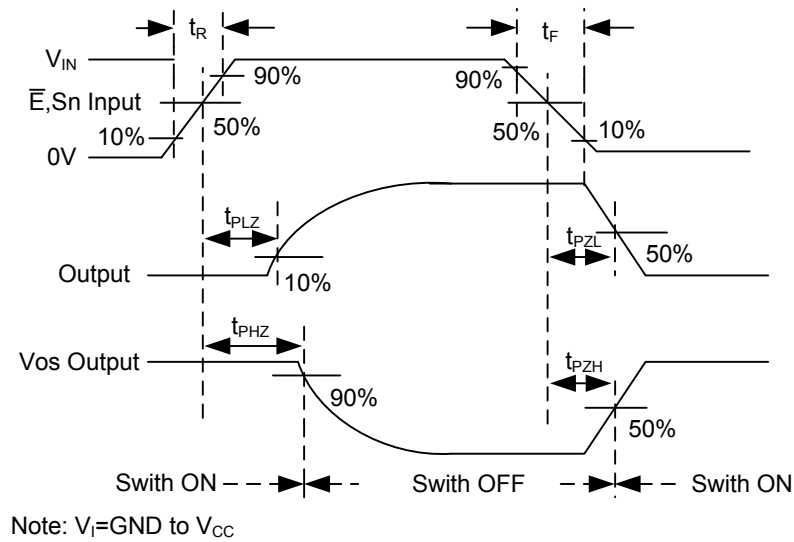 tR
tF
VIN
90%
90%
E̅,Sn Input
50%
50%
10%
10%
0V
tPLZ
tPZL
50%
Output
10%
tPHZ
Vos Output
tPZH
90%
50%
Swith ON
Swith OFF
Swith ON
Note: VI=GND to VCC